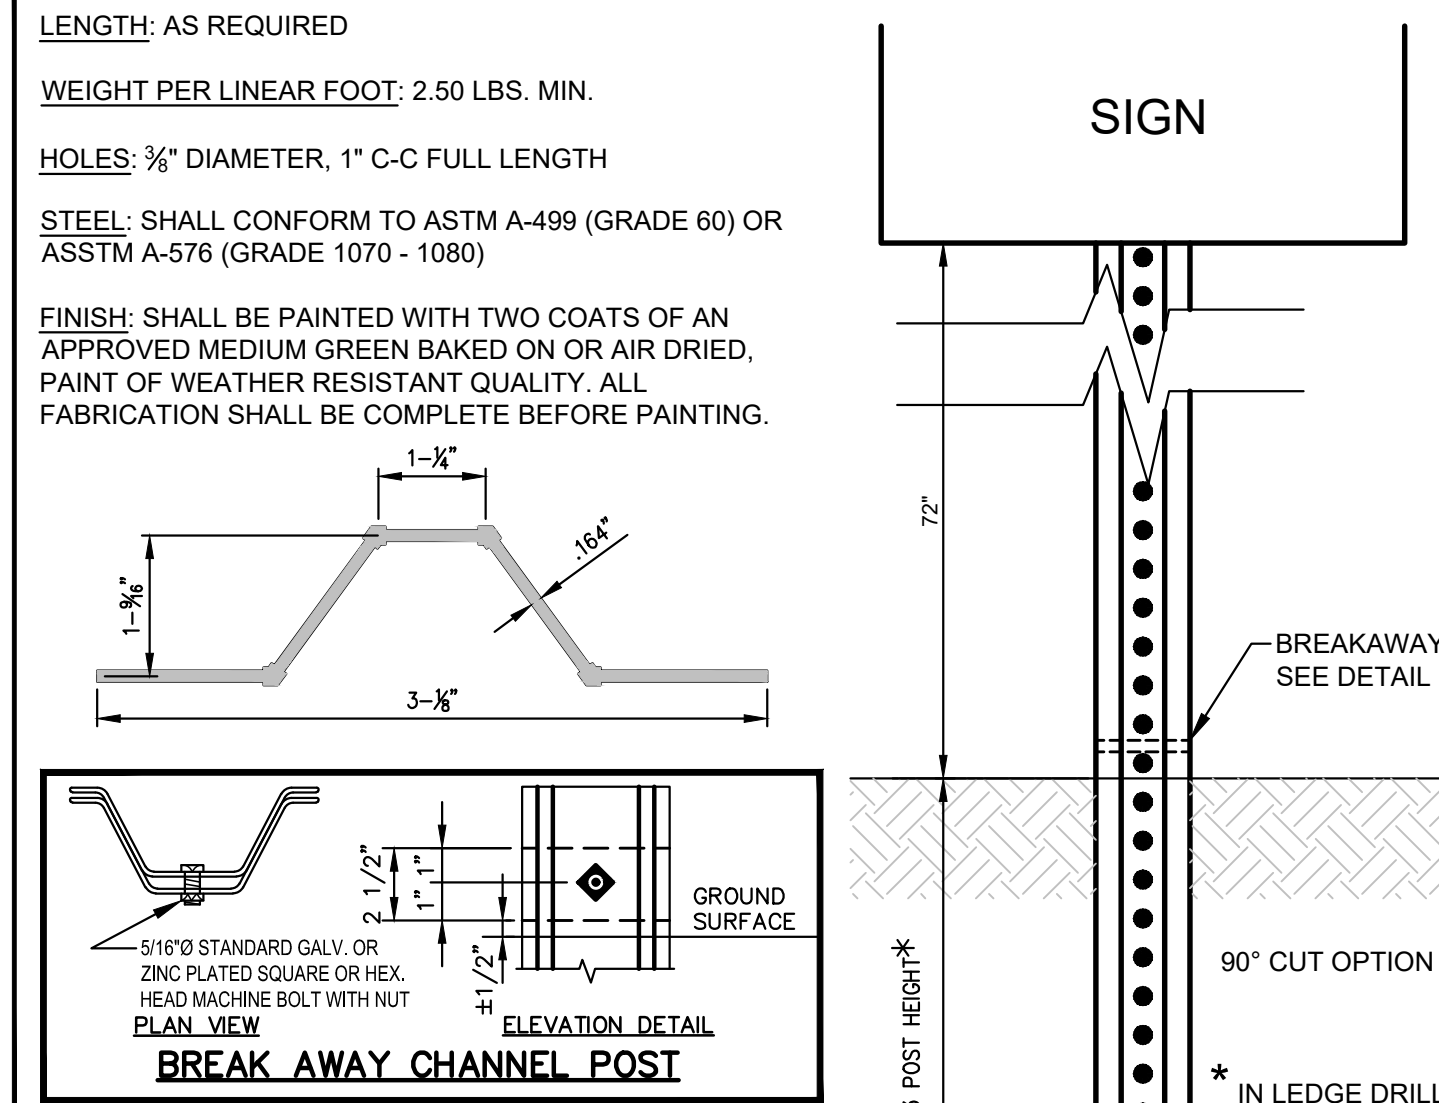 LENGTH: AS REQUIRED
WEIGHT PER LINEAR FOOT: 2.50 LBS. MIN.
HOLES: ⅜" DIAMETER, 1" C-C FULL LENGTH
STEEL: SHALL CONFORM TO ASTM A-499 (GRADE 60) OR
ASSTM A-576 (GRADE 1070 - 1080)
FINISH: SHALL BE PAINTED WITH TWO COATS OF AN
APPROVED MEDIUM GREEN BAKED ON OR AIR DRIED,
PAINT OF WEATHER RESISTANT QUALITY. ALL
FABRICATION SHALL BE COMPLETE BEFORE PAINTING.
1-¼"
.164"
1-9/16"
3-⅛"
2 1/2"
1" 1"
±1/2"
GROUND
SURFACE
5/16"Ø STANDARD GALV. OR
ZINC PLATED SQUARE OR HEX.
HEAD MACHINE BOLT WITH NUT
PLAN VIEW
ELEVATION DETAIL
BREAK AWAY CHANNEL POST
SIGN
72"
BREAKAWAY
SEE DETAIL
POST HEIGHT*
90° CUT OPTION
* IN LEDGE DRILL